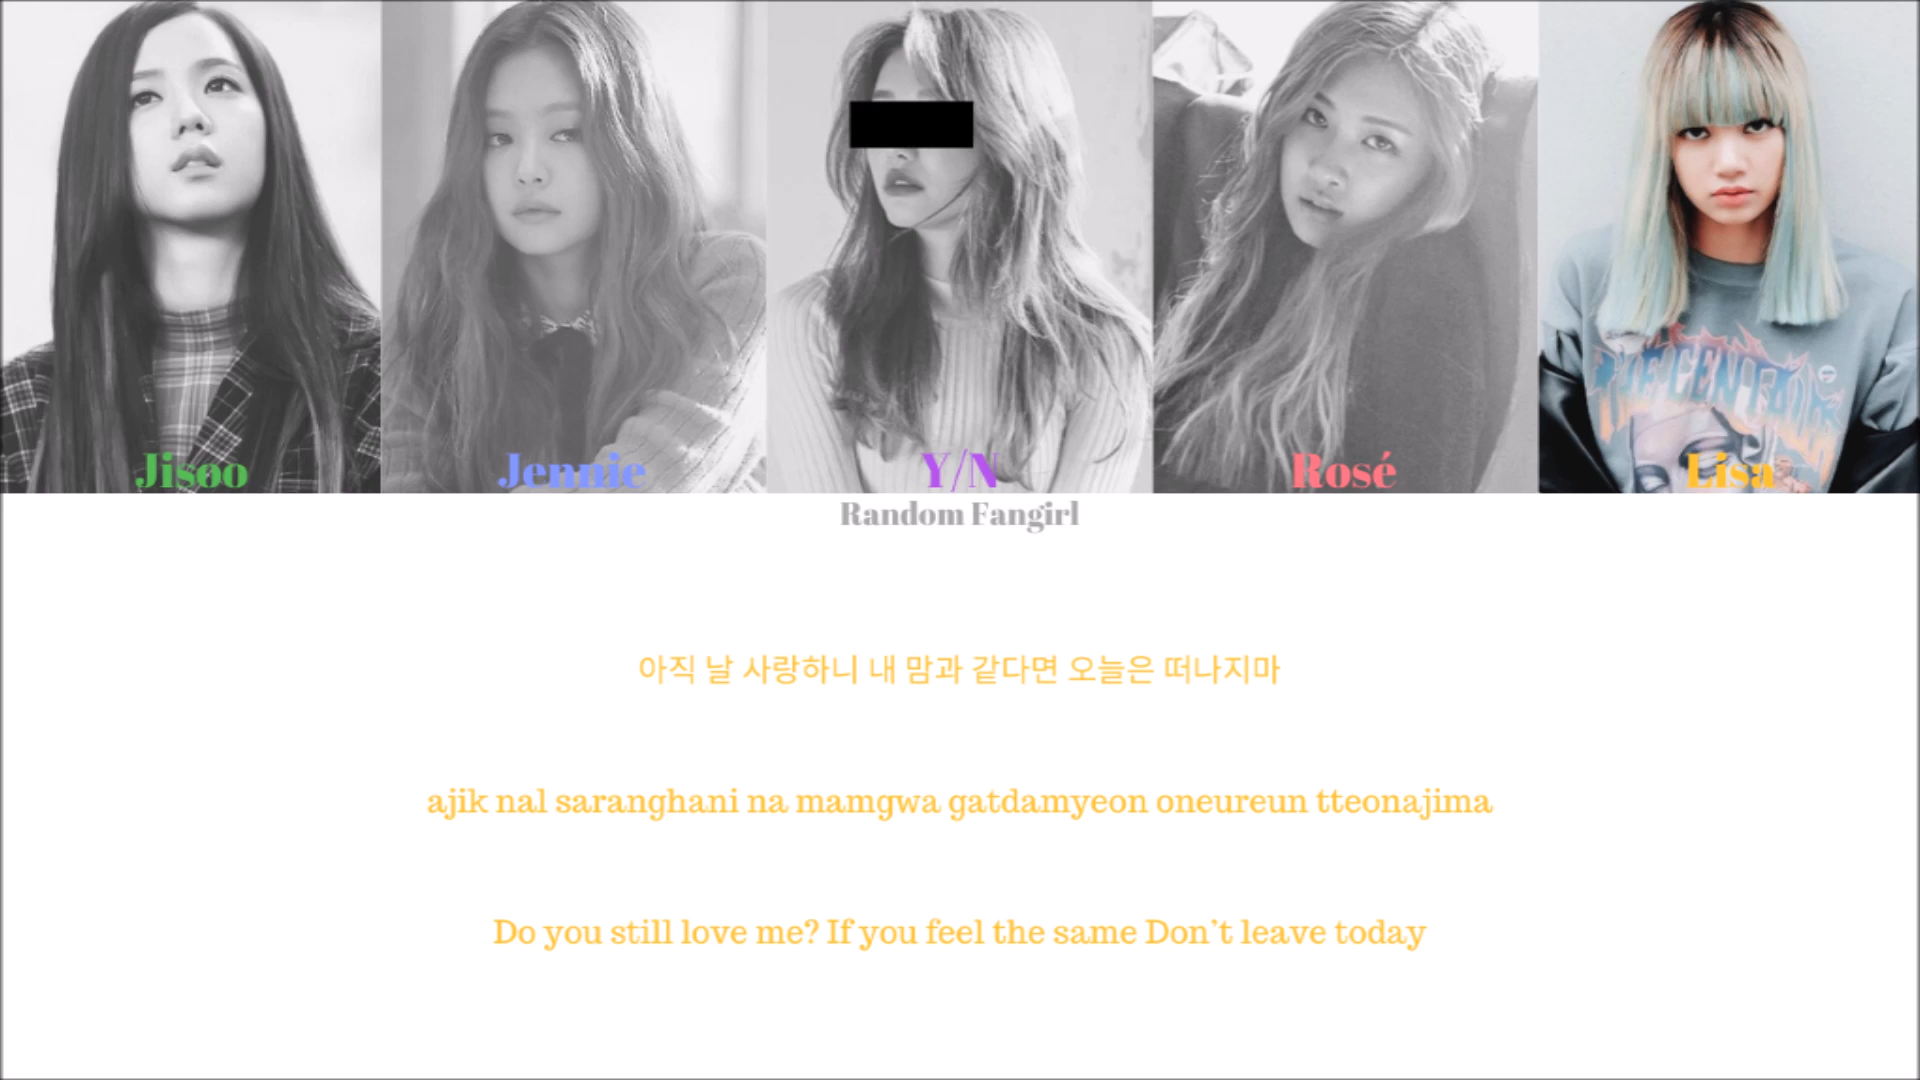 Jisoo
Jennie
Y/N
Rosé
Lisa
Random Fangirl
아직 날 사랑하니 내 맘과 같다면 오늘은 떠나지마
ajik nal saranghani na mamgwa gatdamyeon oneureun tteonajima
Do you still love me? If you feel the same Don't leave today